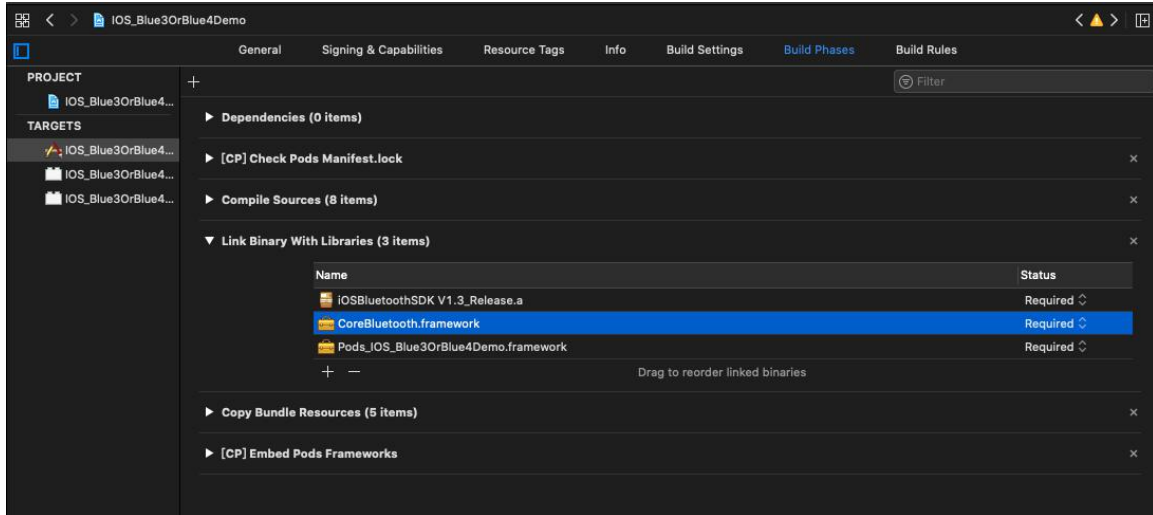 IOS_Blue3OrBlue4Demo
General Signing & Capabilities Resource Tags Info Build Settings Build Phases Build Rules
PROJECT
IOS_Blue3OrBlue4...
TARGETS
IOS_Blue3OrBlue4...
IOS_Blue3OrBlue4...
IOS_Blue3OrBlue4...
Filter
Dependencies (0 items)
[CP] Check Pods Manifest.lock
Compile Sources (8 items)
Link Binary With Libraries (3 items)
Name Status
iOSBluetoothSDK V1.3_Release.a Required
CoreBluetooth.framework Required
Pods_IOS_Blue3OrBlue4Demo.framework Required
Drag to reorder linked binaries
Copy Bundle Resources (5 items)
[CP] Embed Pods Frameworks